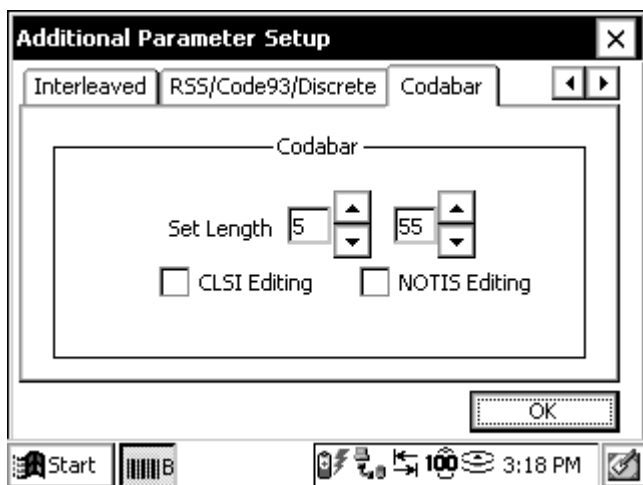 Additional Parameter Setup
Interleaved RSS/Code93/Discrete Codabar
Codabar
Set Length 5 55
CLSI Editing NOTIS Editing
OK
Start B 100 3:18 PM